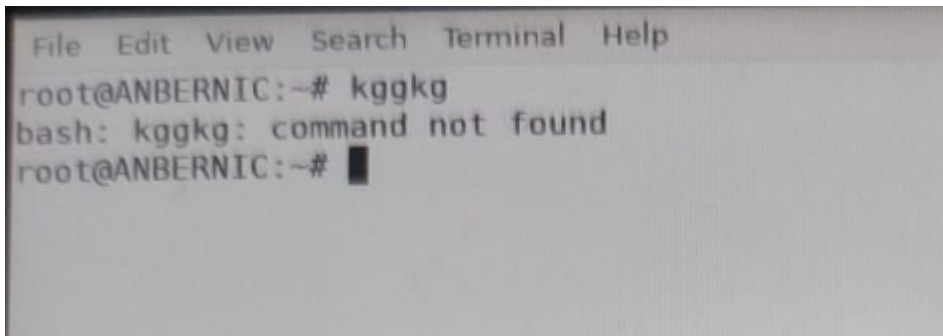 File Edit View Search Terminal Help
root@ANBERNIC:~# kggkg
bash: kggkg: command not found
root@ANBERNIC:~#